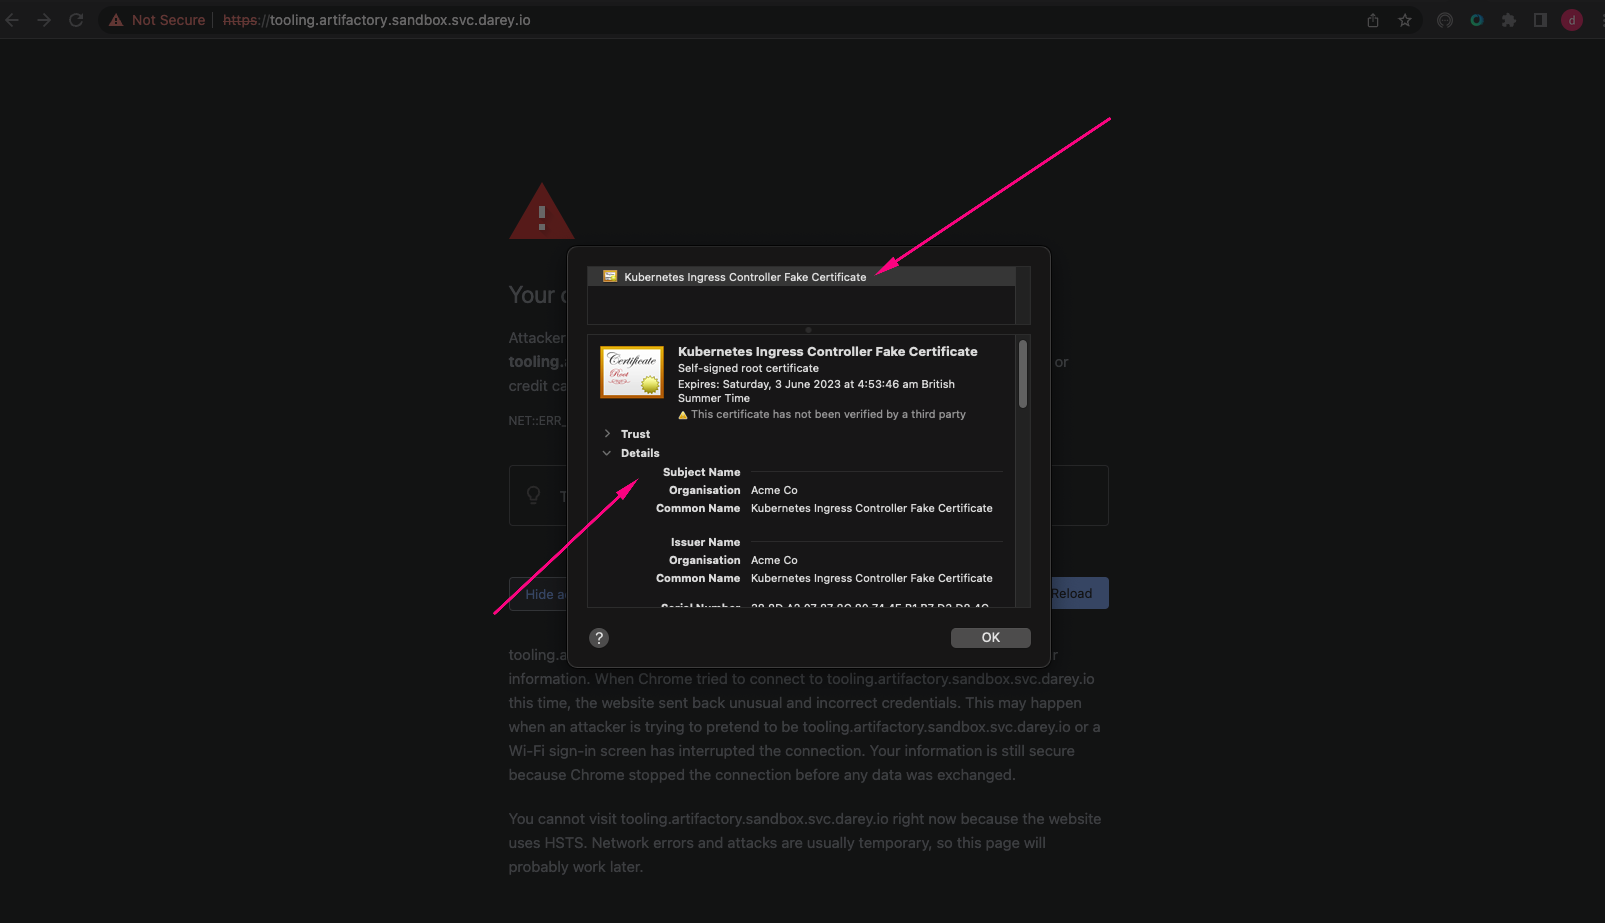 Not Secure | https://tooling.artifactory.sandbox.svc.darey.io
d
Kubernetes Ingress Controller Fake Certificate
Your
Attacker
tooling.
or
credit ca
NET::ERR_
Certificate
Root
Kubernetes Ingress Controller Fake Certificate
Self-signed root certificate
Expires: Saturday, 3 June 2023 at 4:53:46 am British
Summer Time
This certificate has not been verified by a third party
Trust
Details
Subject Name
Organisation Acme Co
Common Name Kubernetes Ingress Controller Fake Certificate
Issuer Name
Organisation Acme Co
Common Name Kubernetes Ingress Controller Fake Certificate
Serial Number
T
Hide a
Reload
?
OK
tooling.a
r
information. When Chrome tried to connect to tooling.artifactory.sandbox.svc.darey.io
this time, the website sent back unusual and incorrect credentials. This may happen
when an attacker is trying to pretend to be tooling.artifactory.sandbox.svc.darey.io or a
Wi-Fi sign-in screen has interrupted the connection. Your information is still secure
because Chrome stopped the connection before any data was exchanged.
You cannot visit tooling.artifactory.sandbox.svc.darey.io right now because the website
uses HSTS. Network errors and attacks are usually temporary, so this page will
probably work later.